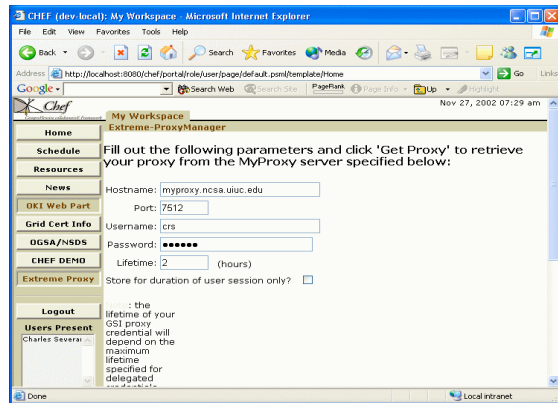 CHEF (dev-local): My Workspace - Microsoft Internet Explorer
File Edit View Favorites Tools Help
Back Search Favorites Media
Address http://localhost:8080/chef/portal/role/user/page/default.psml/template/Home Go Links
Google Search Web Search Site PageRank Page Info Up Highlight
Chef
Nov 27, 2002 07:29 am
My Workspace
Extreme-ProxyManager
Home
Schedule
Resources
News
OKI Web Part
Grid Cert Info
OGSA/NSDS
CHEF DEMO
Extreme Proxy
Logout
Users Present
Charles Severan
Fill out the following parameters and click 'Get Proxy' to retrieve
your proxy from the MyProxy server specified below:
Hostname: myproxy.ncsa.uiuc.edu
Port: 7512
Username: crs
Password: ●●●●●●
Lifetime: 2 (hours)
Store for duration of user session only?
Note: the
lifetime of your
GSI proxy
credential will
depend on the
maximum
lifetime
specified for
delegated
Done
Local intranet